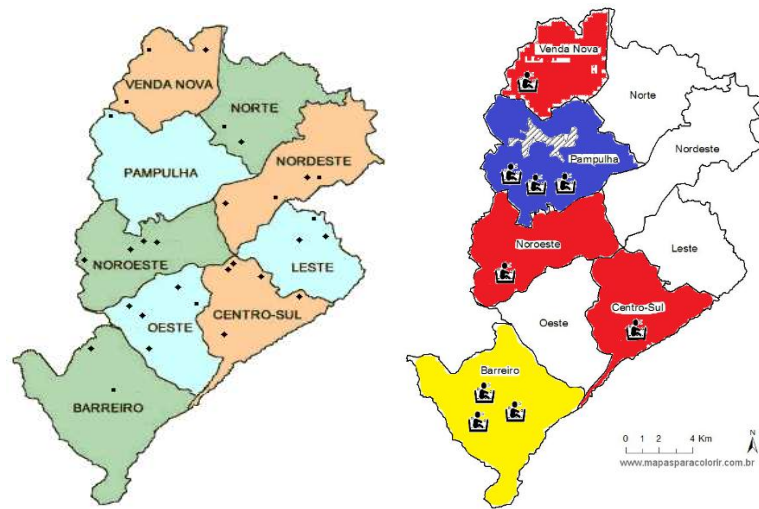 VENDA NOVA
NORTE
NORDESTE
PAMPULHA
NOROESTE
LESTE
OESTE
CENTRO-SUL
BARREIRO
Venda Nova
Norte
Nordeste
Pampulha
Noroeste
Leste
Oeste
Centro-Sul
Barreiro
0 1 2 4 Km
N
www.mapasparacolorir.com.br